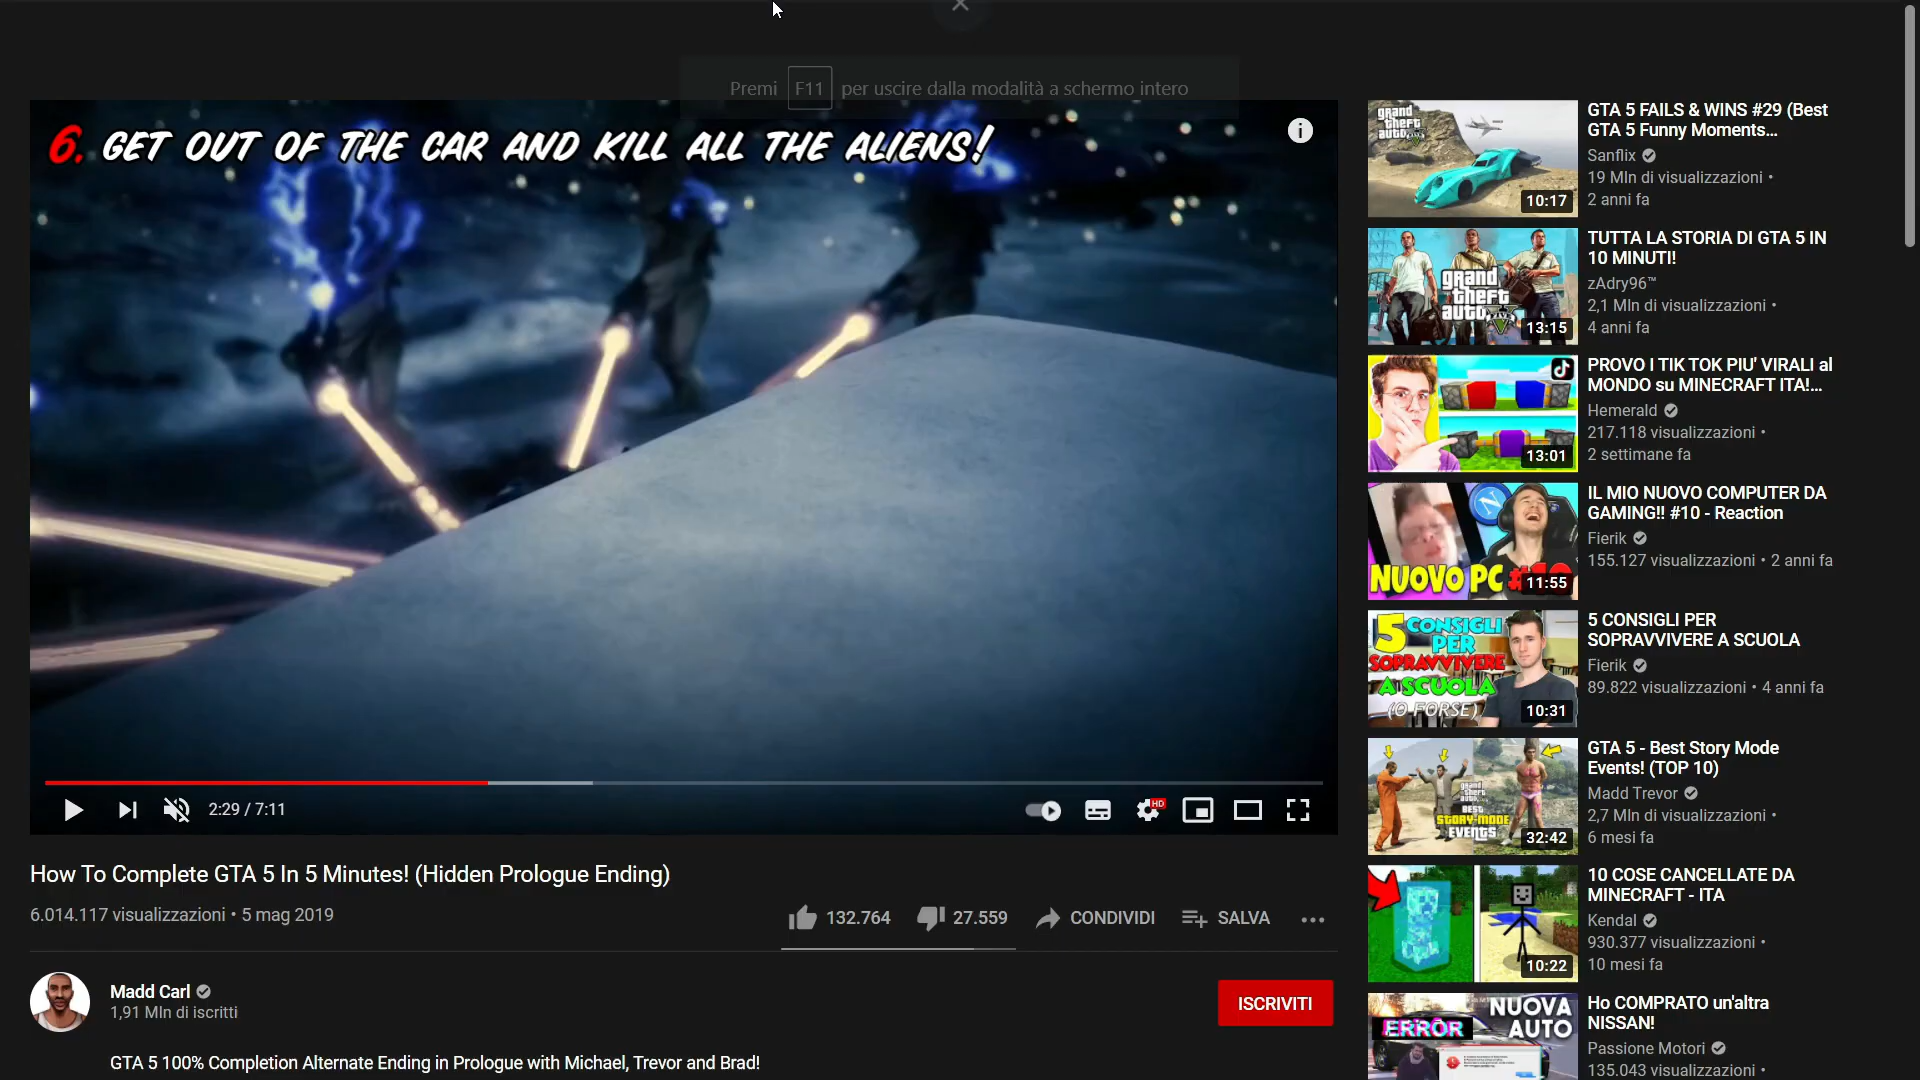 Premi F11 per uscire dalla modalità a schermo intero
6. GET OUT OF THE CAR AND KILL ALL THE ALIENS!
2:29 / 7:11
HD
How To Complete GTA 5 In 5 Minutes! (Hidden Prologue Ending)
6.014.117 visualizzazioni • 5 mag 2019
132.764
27.559
CONDIVIDI
SALVA
Madd Carl
1,91 Mln di iscritti
ISCRIVITI
GTA 5 100% Completion Alternate Ending in Prologue with Michael, Trevor and Brad!
grand
theft
auto
10:17
GTA 5 FAILS & WINS #29 (Best
GTA 5 Funny Moments...
Sanflix
19 Mln di visualizzazioni •
2 anni fa
grand
theft
auto
13:15
TUTTA LA STORIA DI GTA 5 IN
10 MINUTI!
zAdry96™
2,1 Mln di visualizzazioni •
4 anni fa
13:01
PROVO I TIK TOK PIU' VIRALI al
MONDO su MINECRAFT ITA!...
Hemerald
217.118 visualizzazioni •
2 settimane fa
N
NUOVO PC
11:55
IL MIO NUOVO COMPUTER DA
GAMING!! #10 - Reaction
Fierik
155.127 visualizzazioni • 2 anni fa
5 CONSIGLI
PER
SOPRAVVIVERE
A SCUOLA
(O FORSE)
10:31
5 CONSIGLI PER
SOPRAVVIVERE A SCUOLA
Fierik
89.822 visualizzazioni • 4 anni fa
grand
theft
auto
BEST
STORY-MODE
EVENTS
32:42
GTA 5 - Best Story Mode
Events! (TOP 10)
Madd Trevor
2,7 Mln di visualizzazioni •
6 mesi fa
10:22
10 COSE CANCELLATE DA
MINECRAFT - ITA
Kendal
930.377 visualizzazioni •
10 mesi fa
NUOVA
AUTO
ERROR
Ho COMPRATO un'altra
NISSAN!
Passione Motori
135.043 visualizzazioni •